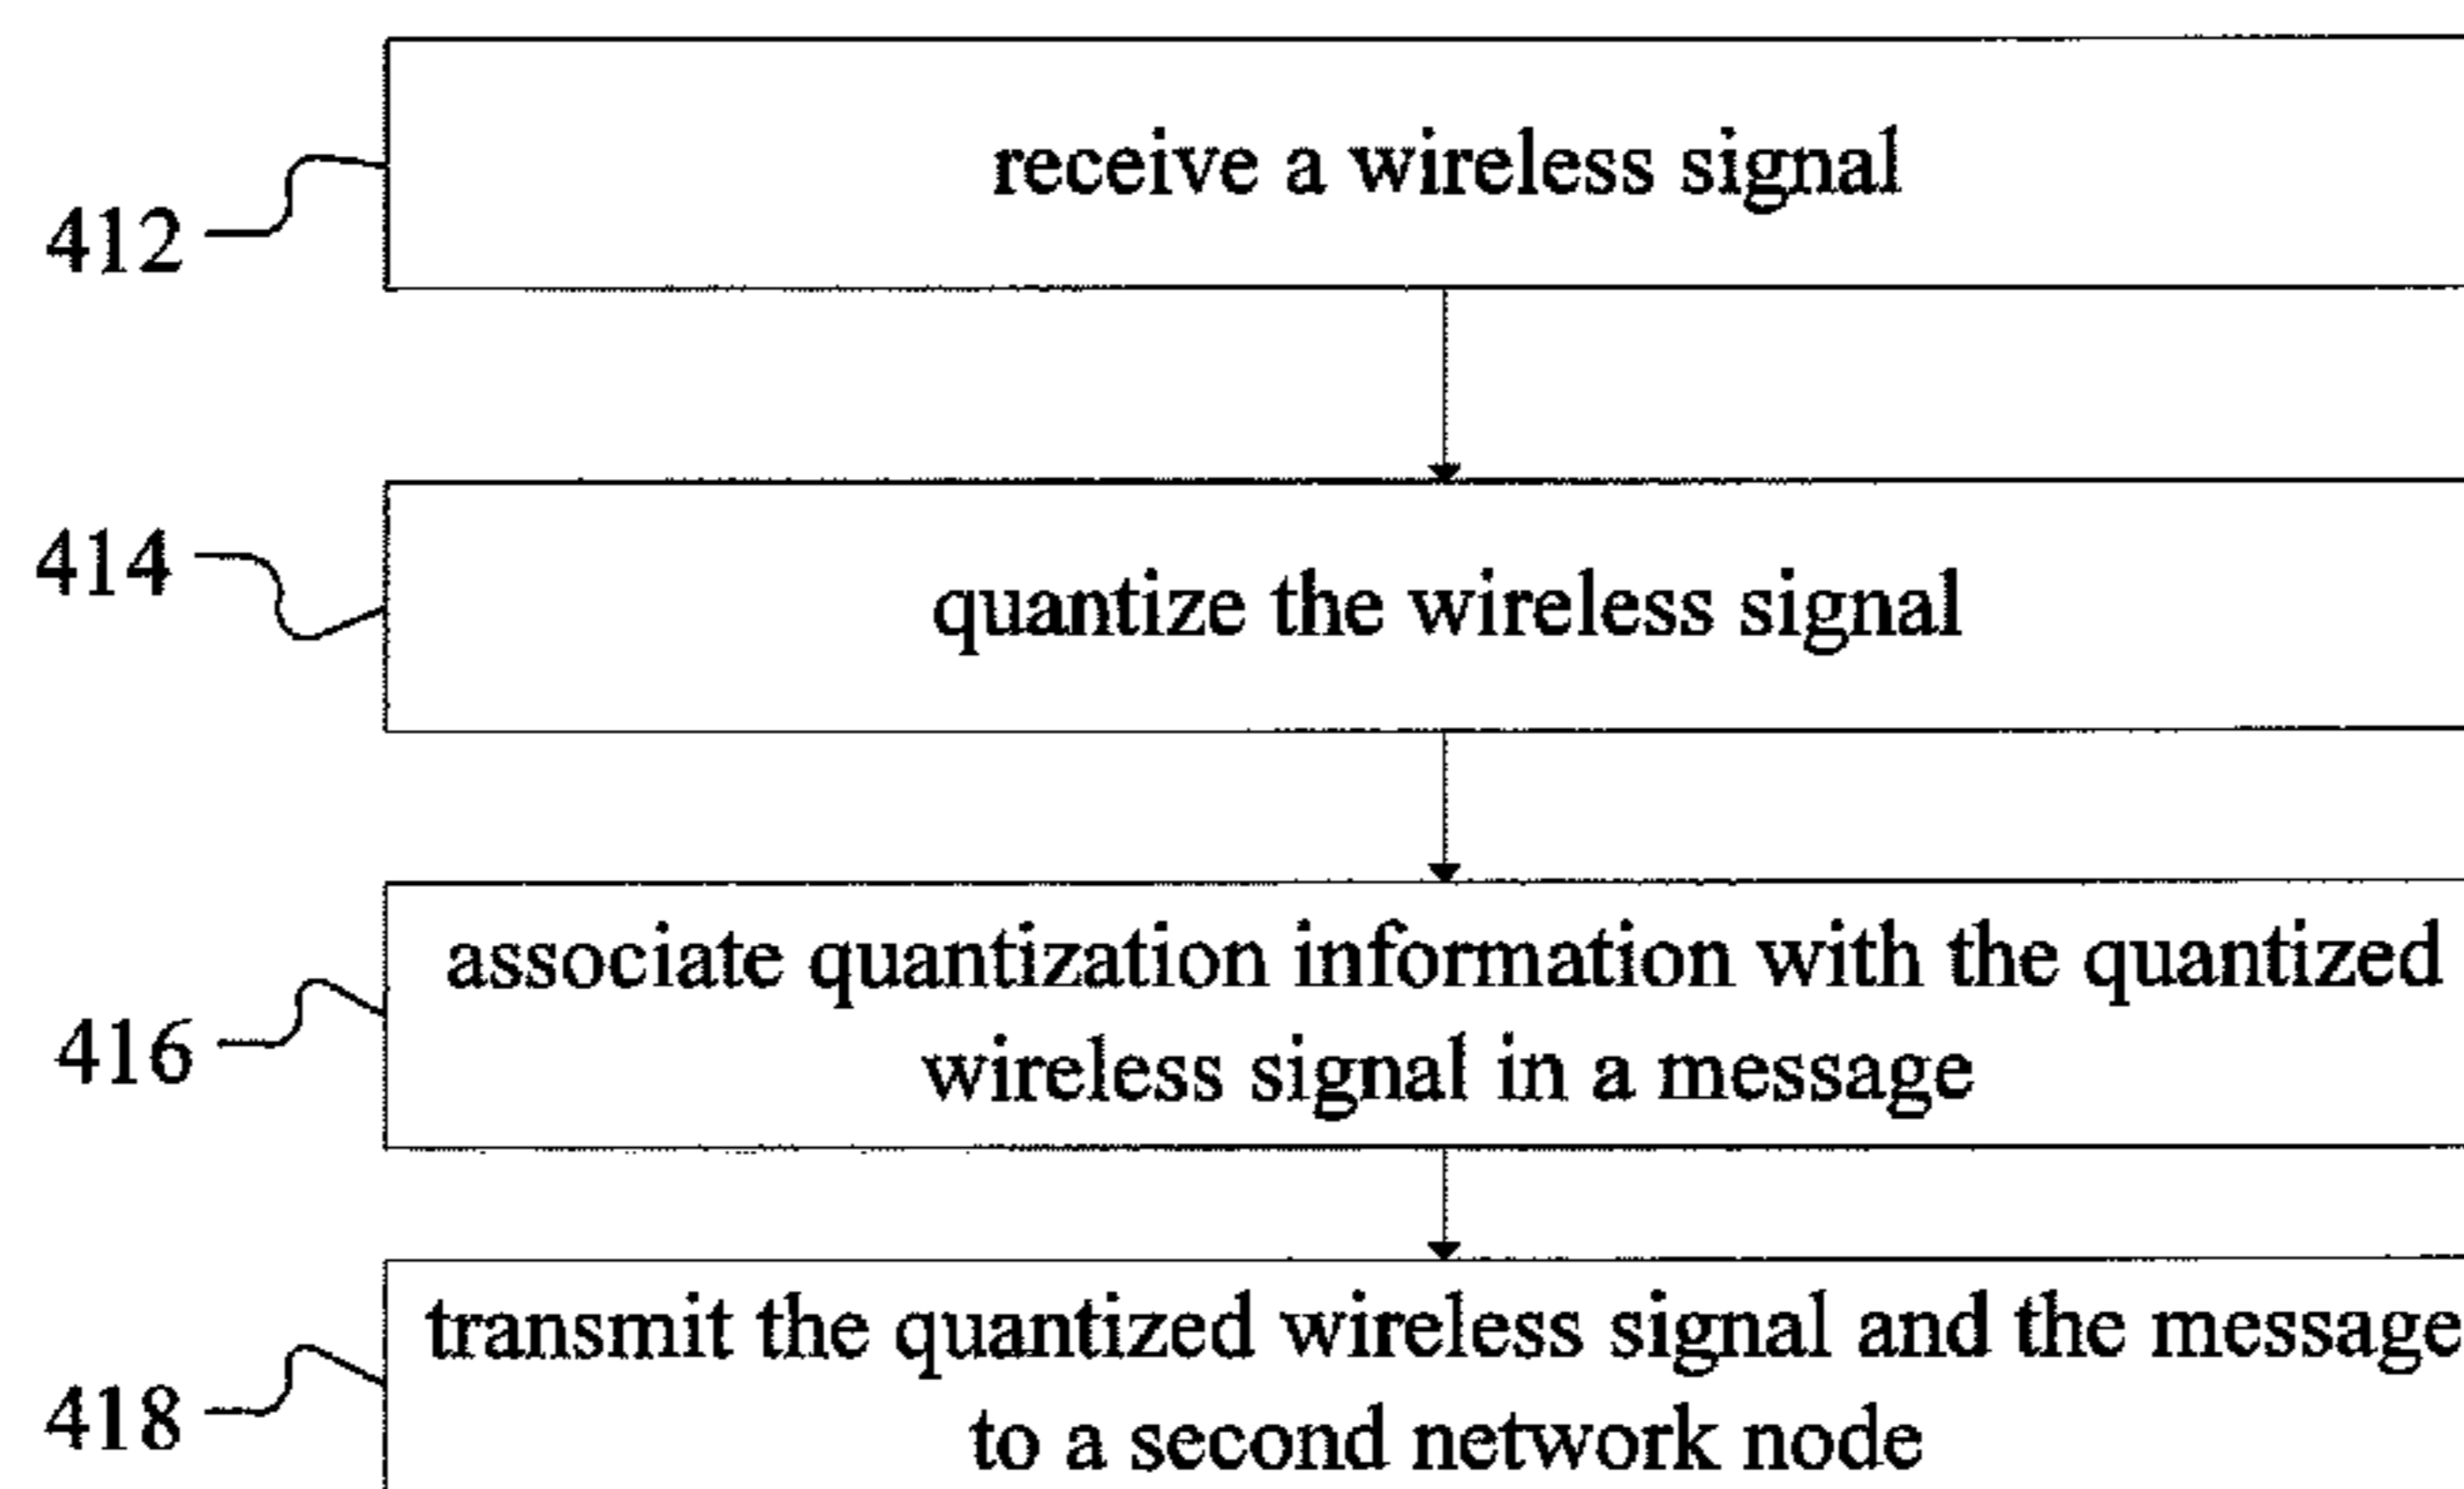 receive a wireless signal
412
414
quantize the wireless signal
associate quantization information with the quantized
wireless signal in a message
416
transmit the quantized wireless signal and the message
to a second network node
418